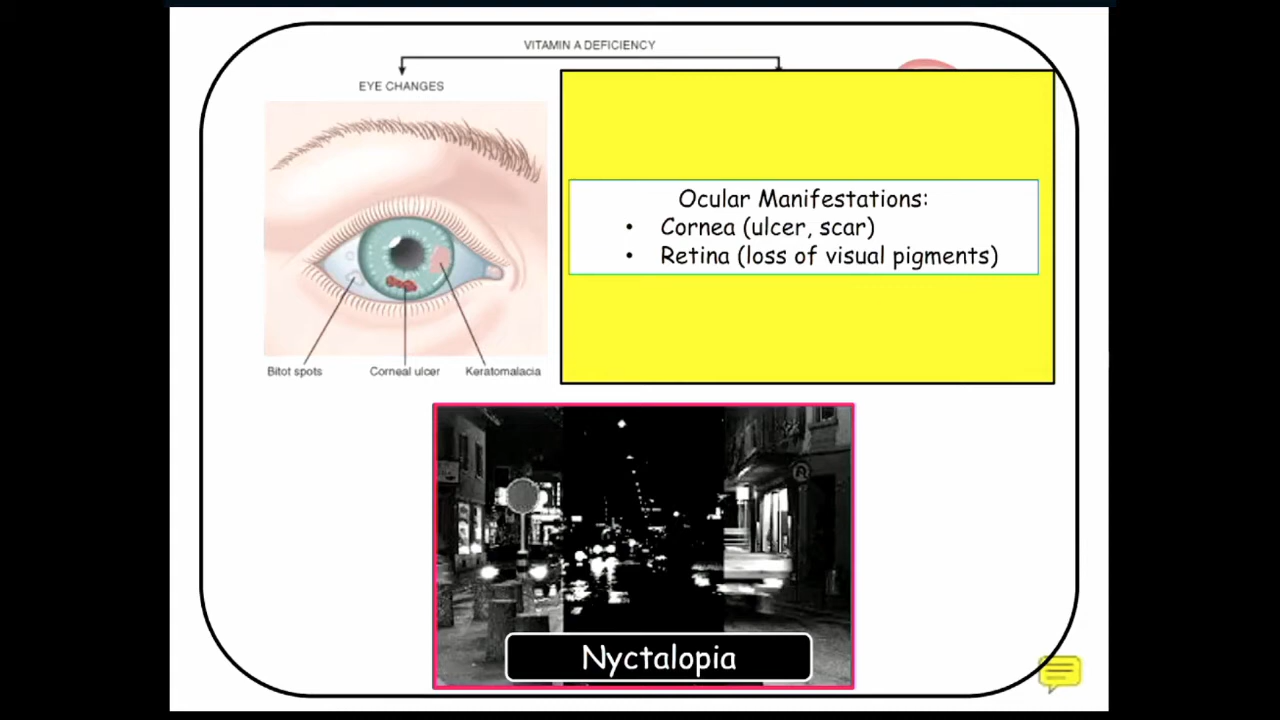 VITAMIN A DEFICIENCY
EYE CHANGES
Ocular Manifestations:
• Cornea (ulcer, scar)
• Retina (loss of visual pigments)
Bitot spots
Corneal ulcer
Keratomalacia
Nyctalopia